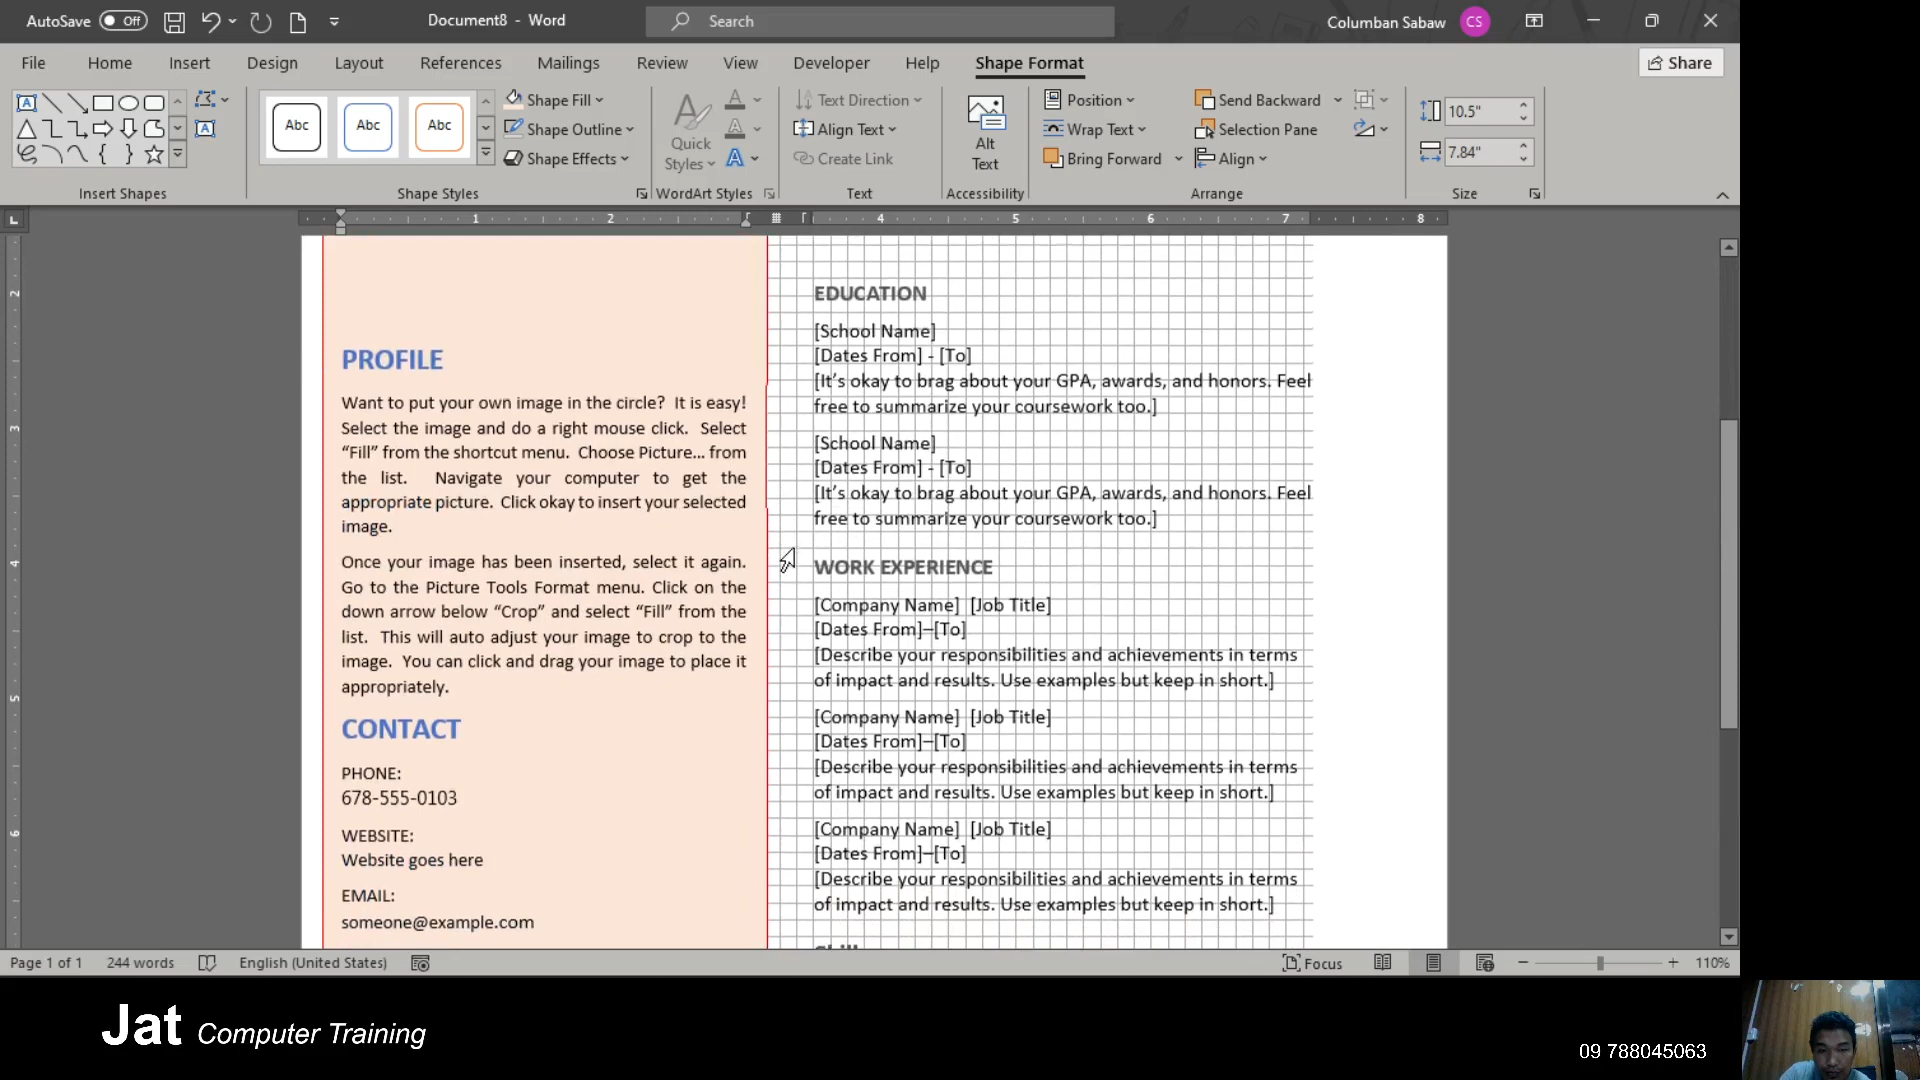 AutoSave Off
Document8 - Word
Search
Columban Sabaw
CS
File Home Insert Design Layout References Mailings Review View Developer Help Shape Format
Share
Abc Abc Abc
Shape Fill
Shape Outline
Shape Effects
Quick
Styles
Text Direction
Align Text
Create Link
Alt
Text
Position
Wrap Text
Bring Forward
Send Backward
Selection Pane
Align
10.5"
7.84"
Insert Shapes
Shape Styles
WordArt Styles
Text
Accessibility
Arrange
Size
1 2 4 5 6 7 8
2
3
4
5
6
PROFILE
Want to put your own image in the circle? It is easy!
Select the image and do a right mouse click. Select
“Fill” from the shortcut menu. Choose Picture… from
the list. Navigate your computer to get the
appropriate picture. Click okay to insert your selected
image.
Once your image has been inserted, select it again.
Go to the Picture Tools Format menu. Click on the
down arrow below “Crop” and select “Fill” from the
list. This will auto adjust your image to crop to the
image. You can click and drag your image to place it
appropriately.
CONTACT
PHONE:
678-555-0103
WEBSITE:
Website goes here
EMAIL:
someone@example.com
EDUCATION
[School Name]
[Dates From] - [To]
[It’s okay to brag about your GPA, awards, and honors. Feel
free to summarize your coursework too.]
[School Name]
[Dates From] - [To]
[It’s okay to brag about your GPA, awards, and honors. Feel
free to summarize your coursework too.]
WORK EXPERIENCE
[Company Name] [Job Title]
[Dates From]–[To]
[Describe your responsibilities and achievements in terms
of impact and results. Use examples but keep in short.]
[Company Name] [Job Title]
[Dates From]–[To]
[Describe your responsibilities and achievements in terms
of impact and results. Use examples but keep in short.]
[Company Name] [Job Title]
[Dates From]–[To]
[Describe your responsibilities and achievements in terms
of impact and results. Use examples but keep in short.]
Page 1 of 1
244 words
English (United States)
Focus
110%
Jat Computer Training
09 788045063